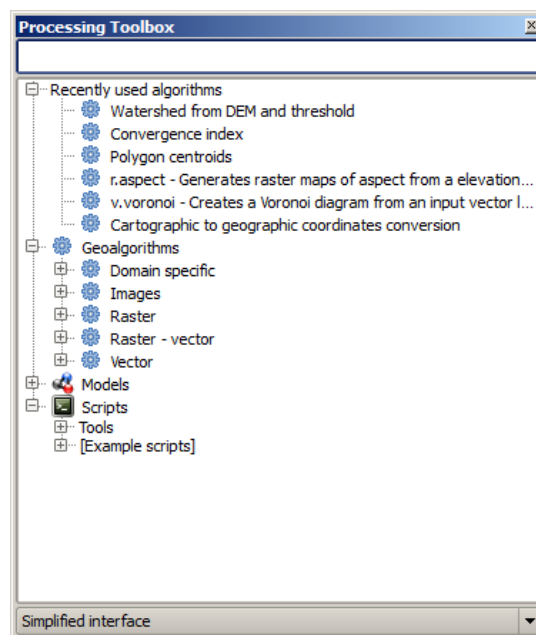 Processing Toolbox
Recently used algorithms
Watershed from DEM and threshold
Convergence index
Polygon centroids
r.aspect - Generates raster maps of aspect from a elevation...
v.voronoi - Creates a Voronoi diagram from an input vector l...
Cartographic to geographic coordinates conversion
Geoalgorithms
Domain specific
Images
Raster
Raster - vector
Vector
Models
Scripts
Tools
[Example scripts]
Simplified interface